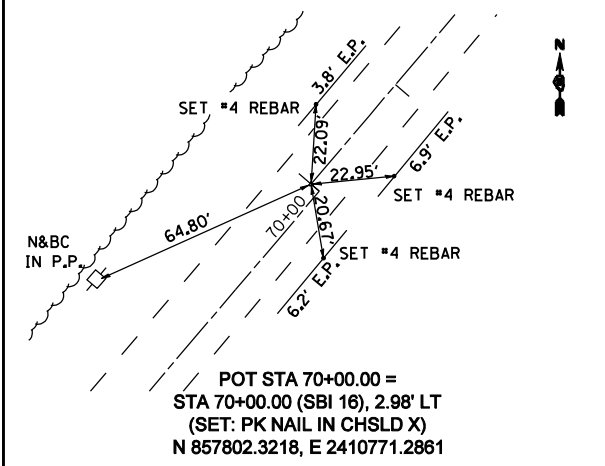 N
3.8' E.P.
SET #4 REBAR
22.09'
6.9' E.P.
22.95'
SET #4 REBAR
70+00
20.67'
64.80'
N&BC
IN P.P.
SET #4 REBAR
6.2' E.P.
POT STA 70+00.00 =
STA 70+00.00 (SBI 16), 2.98' LT
(SET: PK NAIL IN CHSLD X)
N 857802.3218, E 2410771.2861